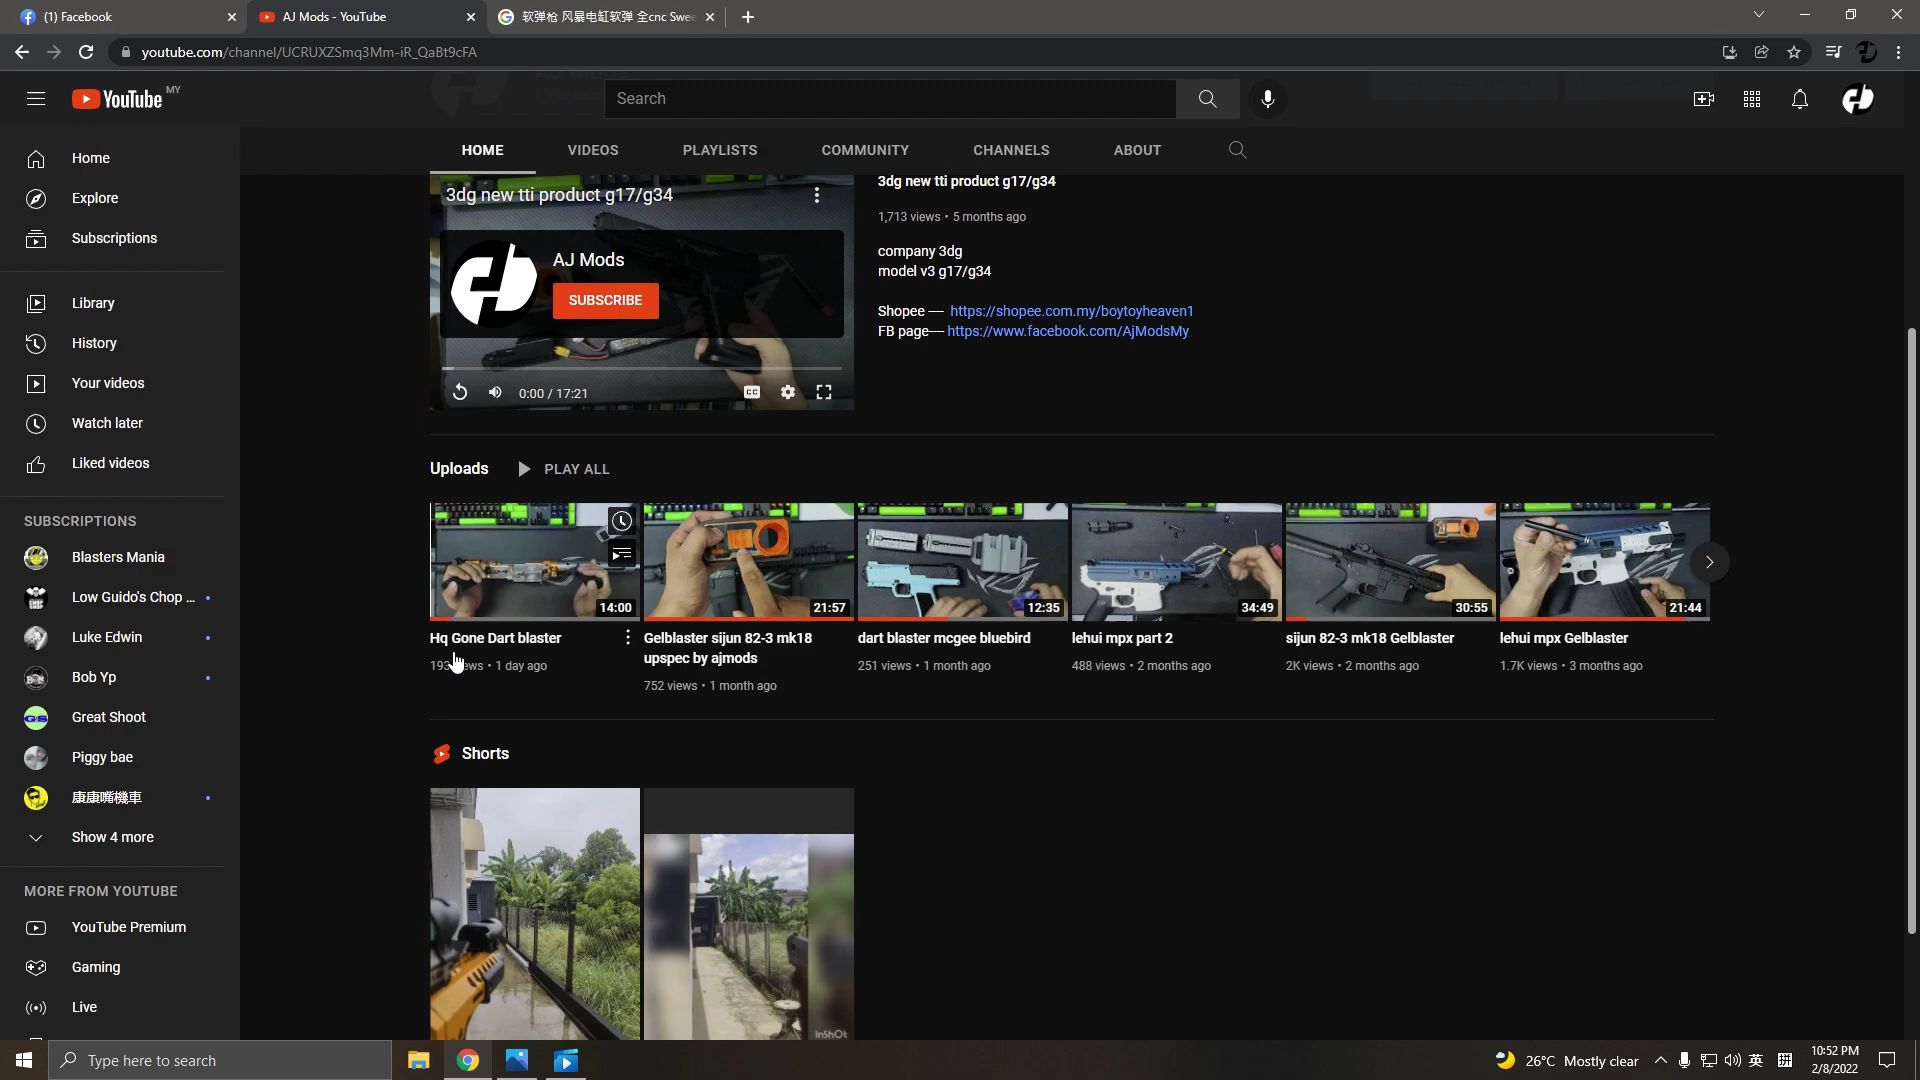 (1) Facebook
AJ Mods - YouTube
软弹枪 风暴电缸软弹 全cnc Swee
youtube.com/channel/UCRUXZSmq3Mm-iR_QaBt9cFA
YouTube MY
Search
HOME
VIDEOS
PLAYLISTS
COMMUNITY
CHANNELS
ABOUT
Home
Explore
Subscriptions
Library
History
Your videos
Watch later
Liked videos
SUBSCRIPTIONS
Blasters Mania
Low Guido's Chop ...
Luke Edwin
Bob Yp
GS
Great Shoot
Piggy bae
康康嘴機車
Show 4 more
MORE FROM YOUTUBE
YouTube Premium
Gaming
Live
3dg new tti product g17/g34
AJ Mods
SUBSCRIBE
0:00 / 17:21
CC
3dg new tti product g17/g34
1,713 views • 5 months ago
company 3dg
model v3 g17/g34
Shopee — https://shopee.com.my/boytoyheaven1
FB page— https://www.facebook.com/AjModsMy
Uploads
PLAY ALL
14:00
Hq Gone Dart blaster
193 ews • 1 day ago
21:57
Gelblaster sijun 82-3 mk18
upspec by ajmods
752 views • 1 month ago
12:35
dart blaster mcgee bluebird
251 views • 1 month ago
34:49
lehui mpx part 2
488 views • 2 months ago
30:55
sijun 82-3 mk18 Gelblaster
2K views • 2 months ago
21:44
lehui mpx Gelblaster
1.7K views • 3 months ago
Shorts
InShOt
Type here to search
26°C Mostly clear
英
拼
10:52 PM
2/8/2022